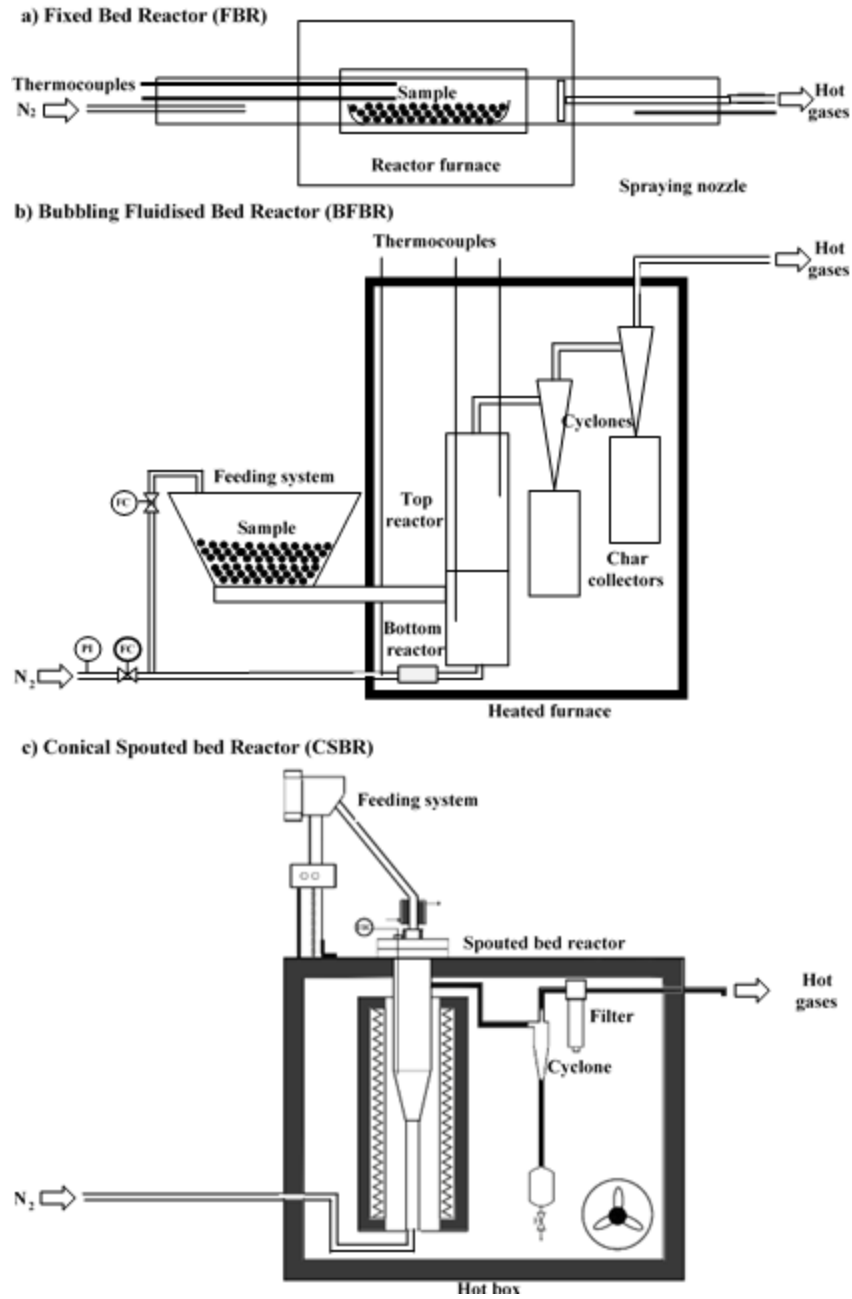 a) Fixed Bed Reactor (FBR)
Thermocouples
N₂
Sample
Hot
gases
Reactor furnace
Spraying nozzle
b) Bubbling Fluidised Bed Reactor (BFBR)
Thermocouples
Hot
gases
Cyclones
Feeding system
FC
Sample
Top
reactor
Char
collectors
Bottom
reactor
PI
FC
N₂
Heated furnace
c) Conical Spouted bed Reactor (CSBR)
Feeding system
Spouted bed reactor
Hot
gases
Filter
Cyclone
N₂
Hot box